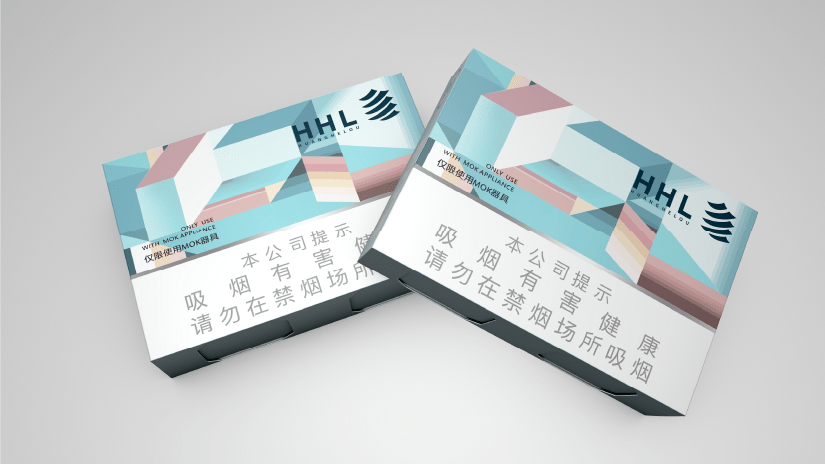 HHL
HUANGHELOU
ONLY USE
WITH MOK APPLIANCE
仅限使用MOK器具
本公司提示
吸烟有害健
请勿在禁烟场所
HHL
HUANGHELOU
ONLY USE
WITH MOK APPLIANCE
仅限使用MOK器具
本公司提示
吸烟有害健康
请勿在禁烟场所吸烟